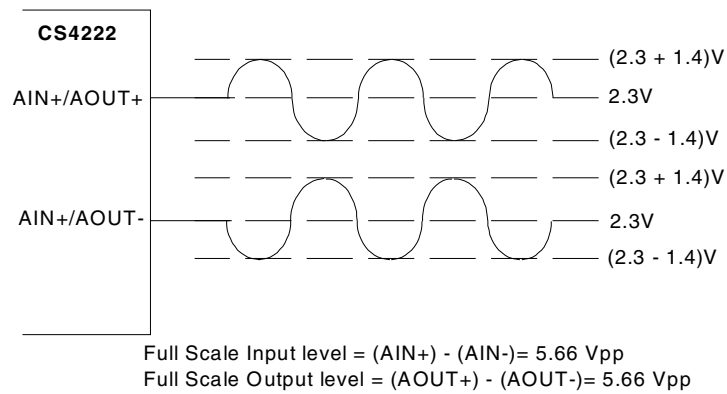 CS4222
(2.3 + 1.4)V
AIN+/AOUT+
2.3V
(2.3 - 1.4)V
(2.3 + 1.4)V
AIN+/AOUT-
2.3V
(2.3 - 1.4)V
Full Scale Input level = (AIN+) - (AIN-)= 5.66 Vpp
Full Scale Output level = (AOUT+) - (AOUT-)= 5.66 Vpp